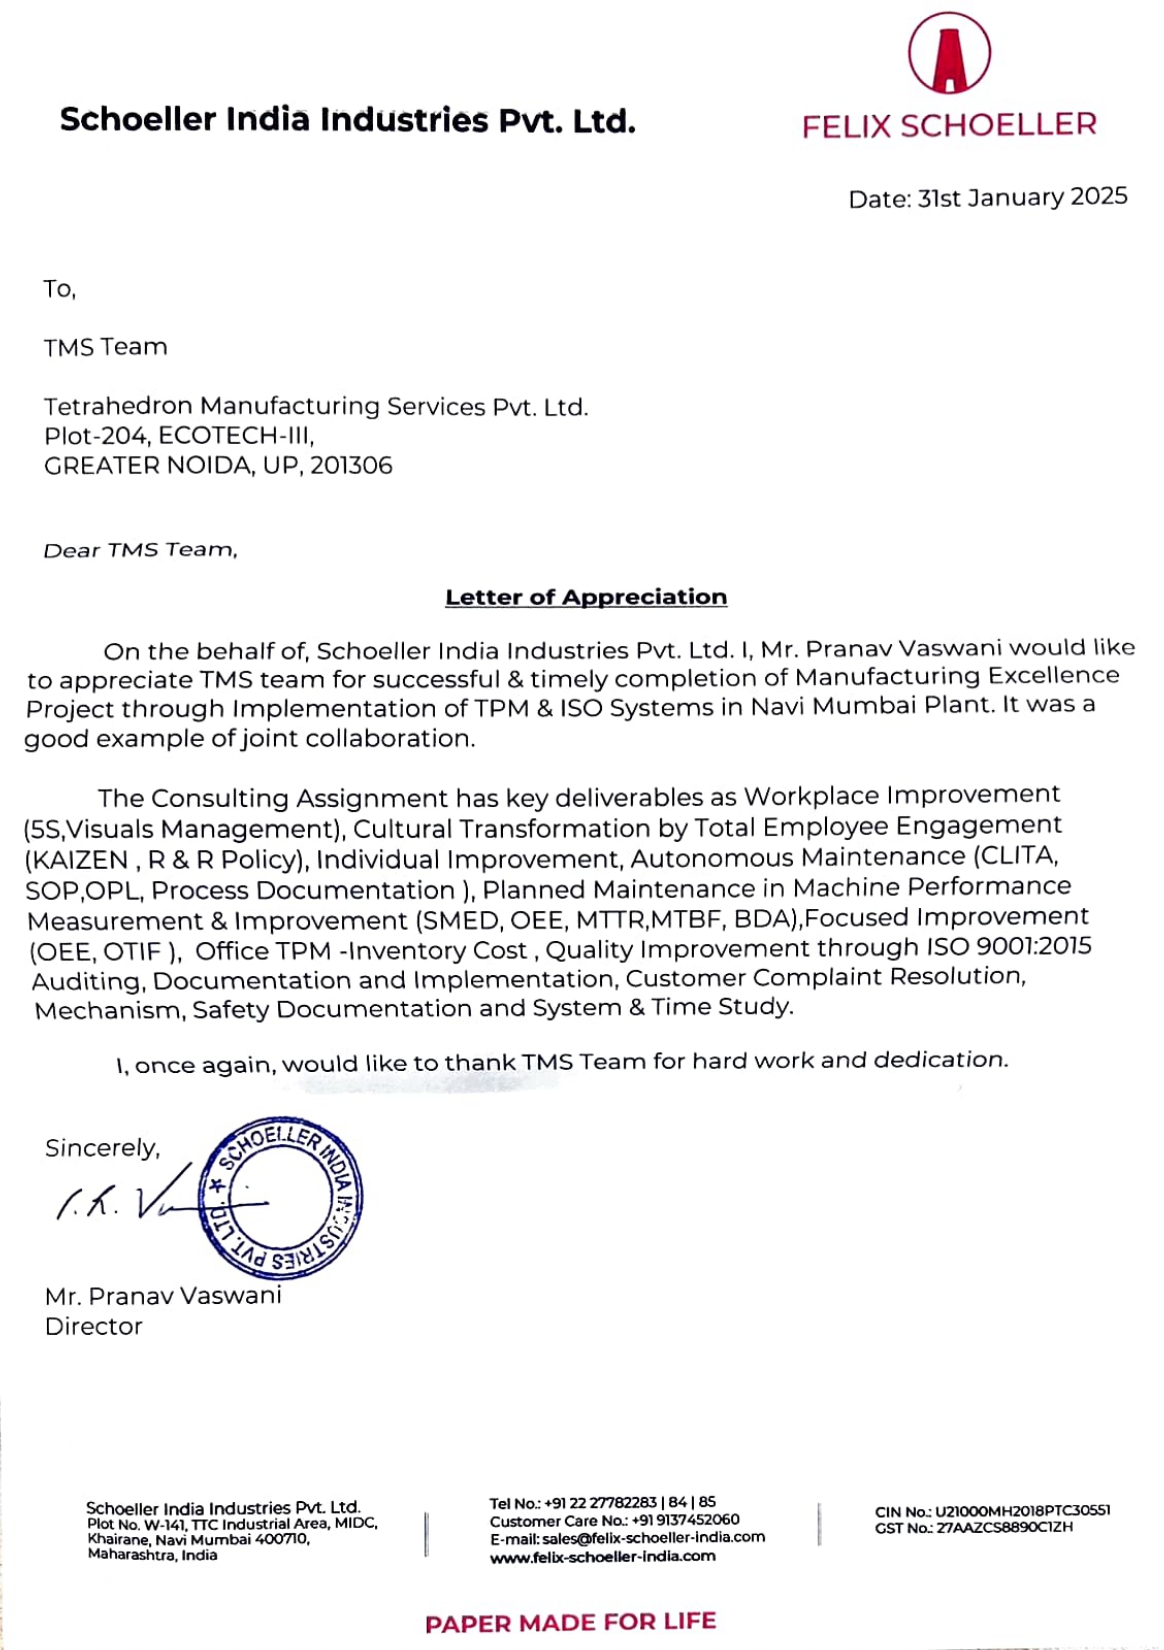 FELIX SCHOELLER
Schoeller India Industries Pvt. Ltd.
Date: 31st January 2025
To,
TMS Team
Tetrahedron Manufacturing Services Pvt. Ltd.
Plot-204, ECOTECH-III,
GREATER NOIDA, UP, 201306
Dear TMS Team,
Letter of Appreciation
On the behalf of, Schoeller India Industries Pvt. Ltd. I, Mr. Pranav Vaswani would like
to appreciate TMS team for successful & timely completion of Manufacturing Excellence
Project through Implementation of TPM & ISO Systems in Navi Mumbai Plant. It was a
good example of joint collaboration.
The Consulting Assignment has key deliverables as Workplace Improvement
(5S,Visuals Management), Cultural Transformation by Total Employee Engagement
(KAIZEN , R & R Policy), Individual Improvement, Autonomous Maintenance (CLITA,
SOP,OPL, Process Documentation ), Planned Maintenance in Machine Performance
Measurement & Improvement (SMED, OEE, MTTR,MTBF, BDA),Focused Improvement
(OEE, OTIF ), Office TPM -Inventory Cost , Quality Improvement through ISO 9001:2015
Auditing, Documentation and Implementation, Customer Complaint Resolution,
Mechanism, Safety Documentation and System & Time Study.
I, once again, would like to thank TMS Team for hard work and dedication.
Sincerely,
SCHOELLER INDIA INDUSTRIES PVT. LTD.
Mr. Pranav Vaswani
Director
Schoeller India Industries Pvt. Ltd.
Plot No. W-141, TTC Industrial Area, MIDC,
Khairane, Navi Mumbai 400710,
Maharashtra, India
Tel No.: +91 22 27782283 | 84 | 85
Customer Care No.: +91 9137452060
E-mail: sales@felix-schoeller-india.com
www.felix-schoeller-india.com
CIN No.: U21000MH2018PTC30551
GST No.: 27AAZCS8890C1ZH
PAPER MADE FOR LIFE